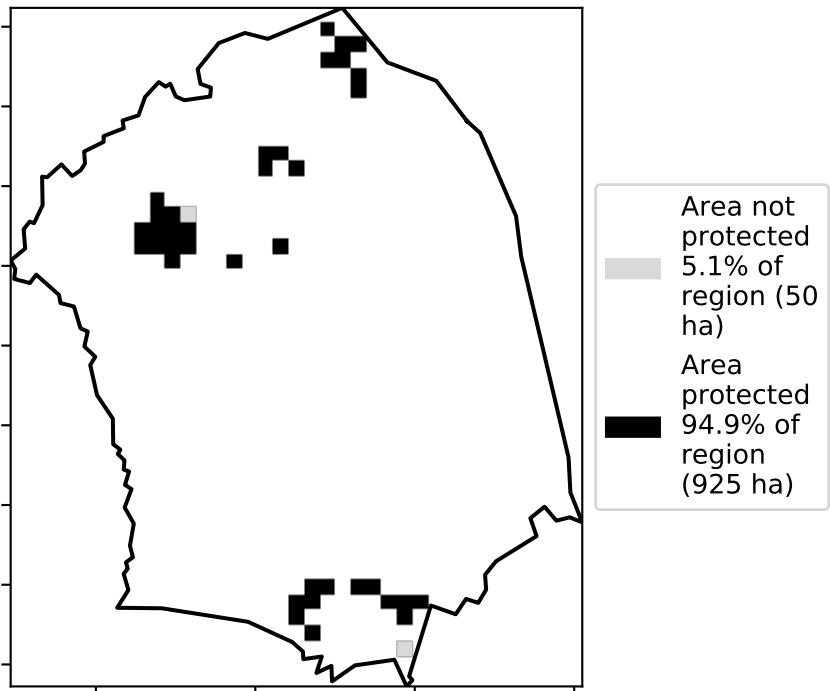 Area not
protected
5.1% of
region (50
ha)
Area
protected
94.9% of
region
(925 ha)